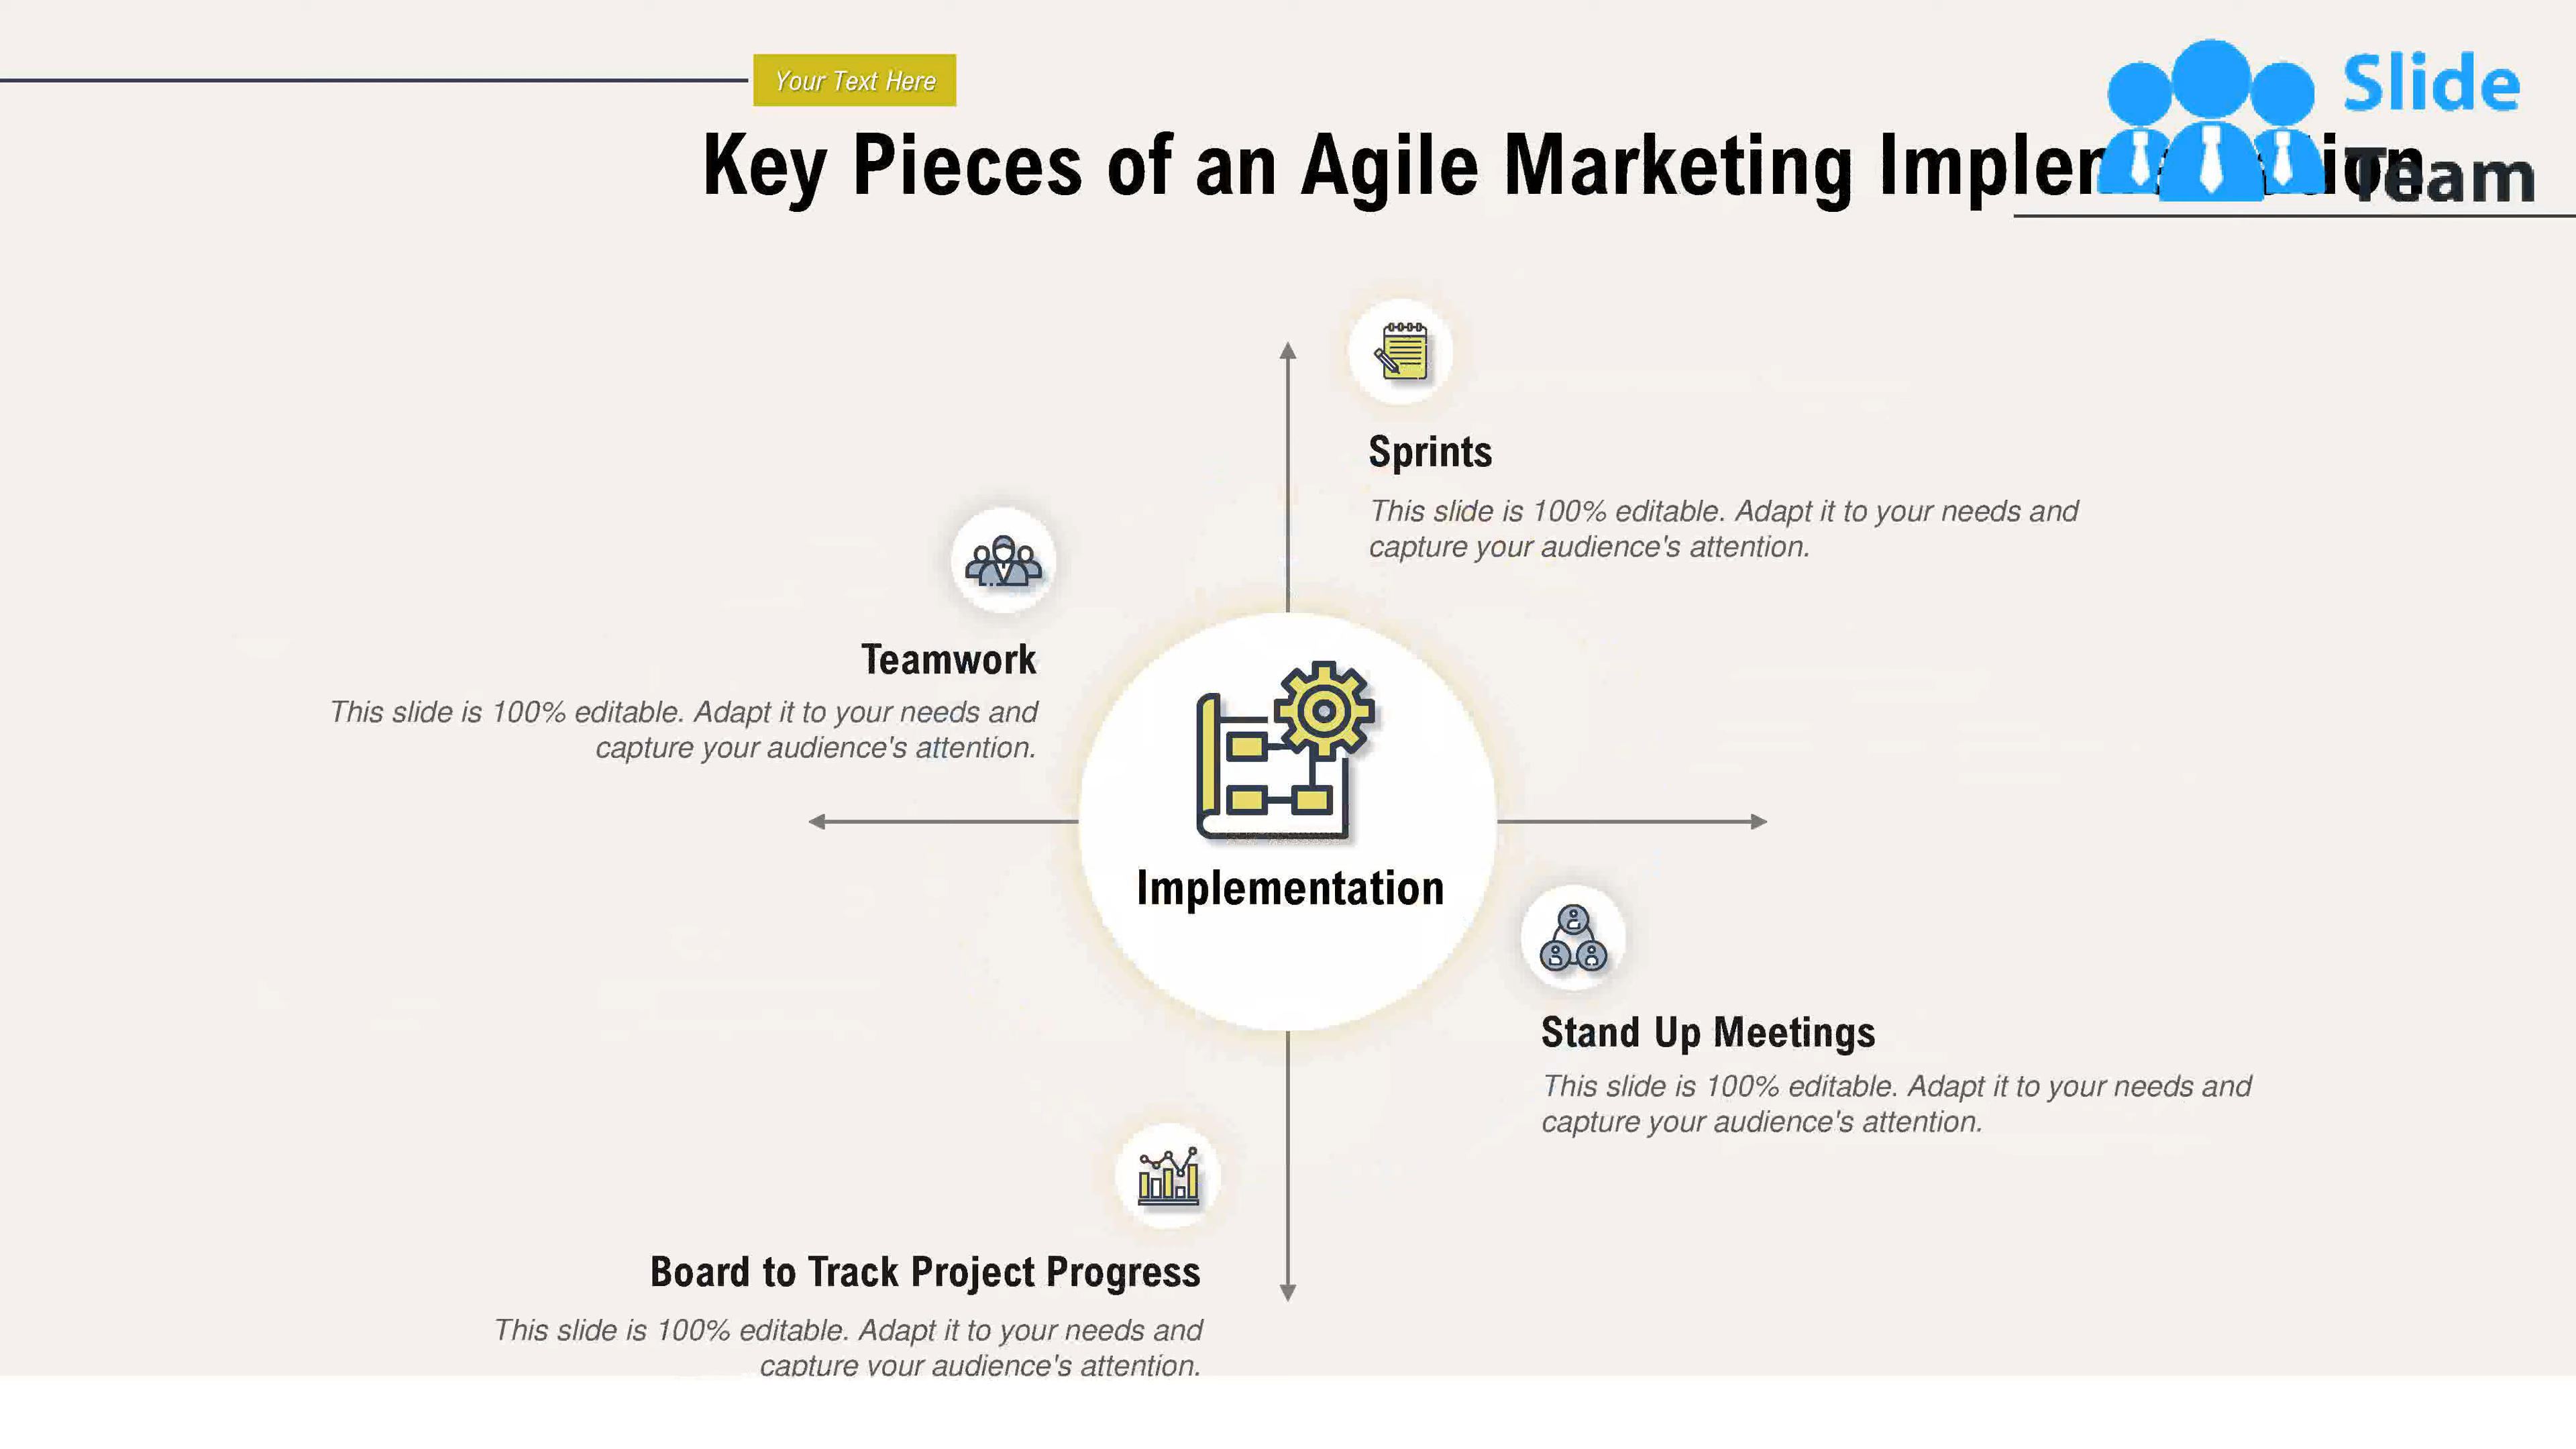 Your Text Here
Slide
Team
Key Pieces of an Agile Marketing
Sprints
This slide is 100% editable. Adapt it to your needs and
capture your audience's attention.
Teamwork
This slide is 100% editable. Adapt it to your needs and
capture your audience's attention.
Implementation
Stand Up Meetings
This slide is 100% editable. Adapt it to your needs and
capture your audience's attention.
Board to Track Project Progress
This slide is 100% editable. Adapt it to your needs and
capture your audience's attention.